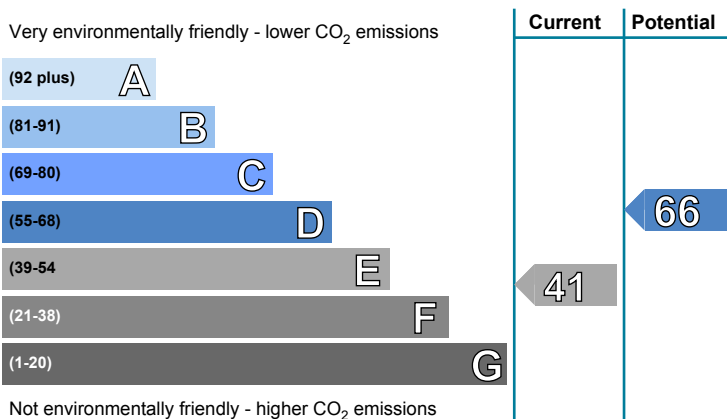 Current Potential
Very environmentally friendly - lower CO2 emissions
(92 plus) A
(81-91) B
(69-80) C
(55-68) D
66
(39-54 E
41
(21-38) F
(1-20) G
Not environmentally friendly - higher CO2 emissions